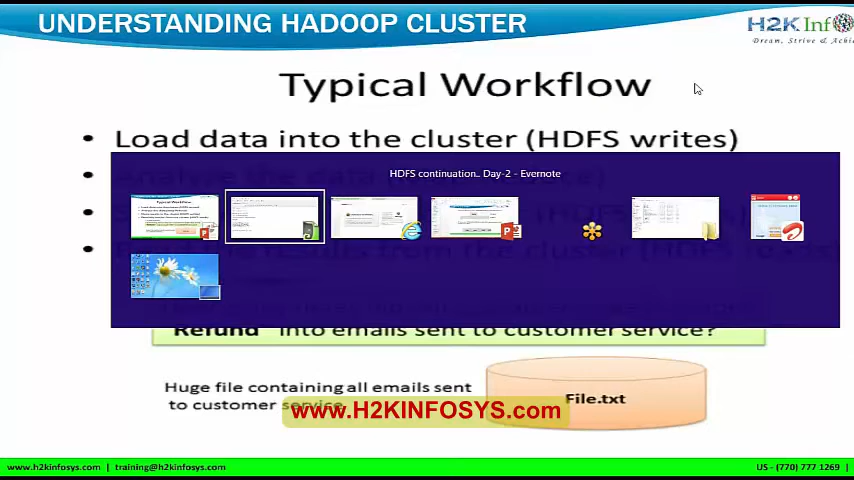 UNDERSTANDING HADOOP CLUSTER
H2K Inf
Dream, Strive & Achi
Typical Workflow
• Load data into the cluster (HDFS writes)
HDFS continuation.. Day-2 - Evernote
Refund" into emails sent to customer service?
Huge file containing all emails sent
to customer service
File.txt
www.H2KINFOSYS.com
www.h2kinfosys.com | training@h2kinfosys.com
US - (770) 777 1269 |